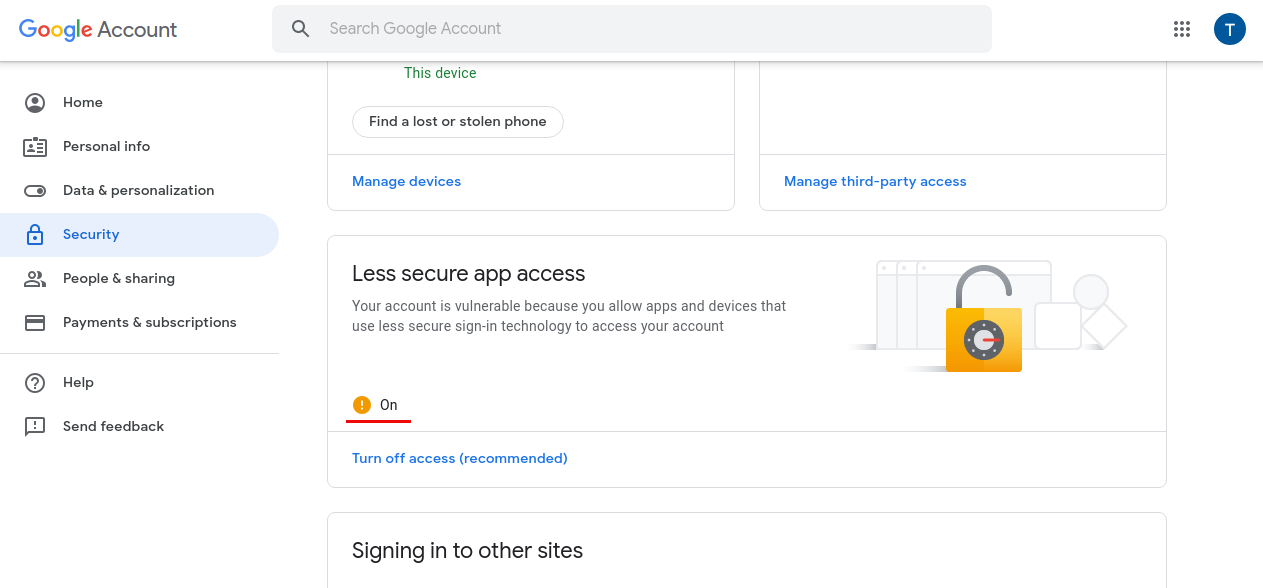 Google Account
Search Google Account
T
Home
Personal info
Data & personalization
Security
People & sharing
Payments & subscriptions
Help
Send feedback
This device
Find a lost or stolen phone
Manage devices
Manage third-party access
Less secure app access
Your account is vulnerable because you allow apps and devices that
use less secure sign-in technology to access your account
On
Turn off access (recommended)
Signing in to other sites